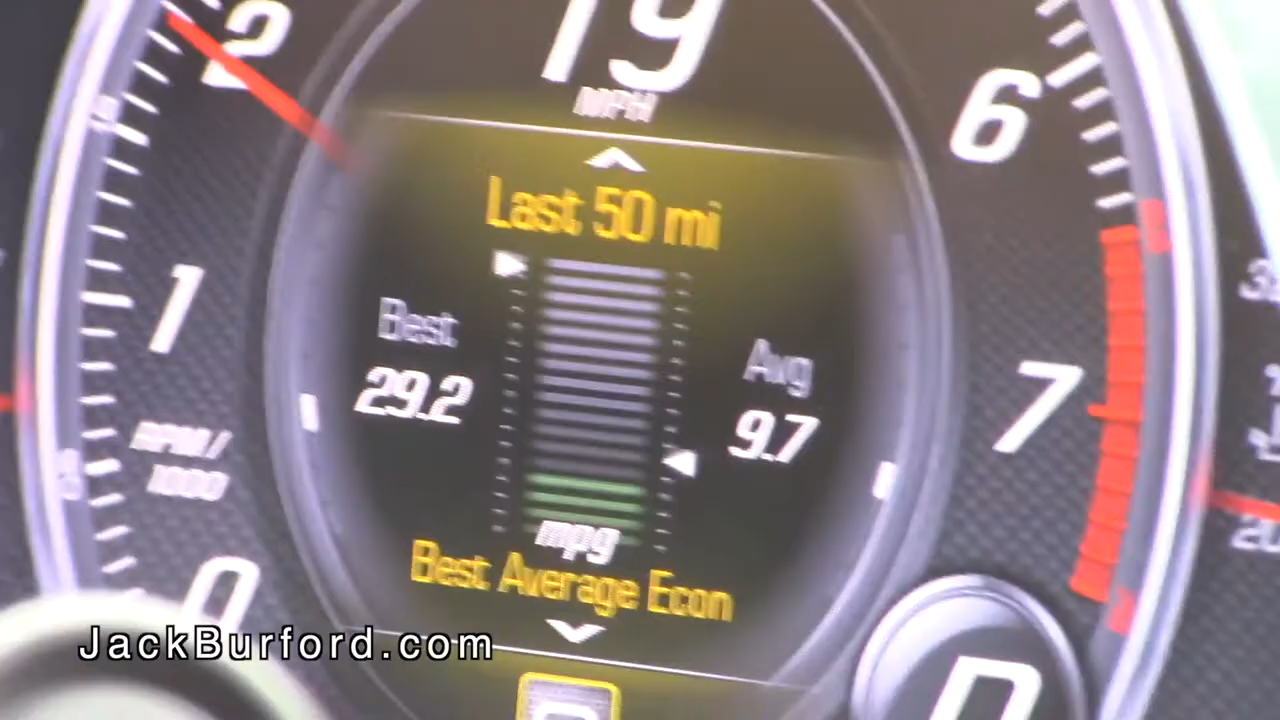 2
19
MPH
6
Last 50 mi
1
Best
29.2
Avg
9.7
7
RPM/
1000
mpg
Best Average Econ
0
JackBurford.com